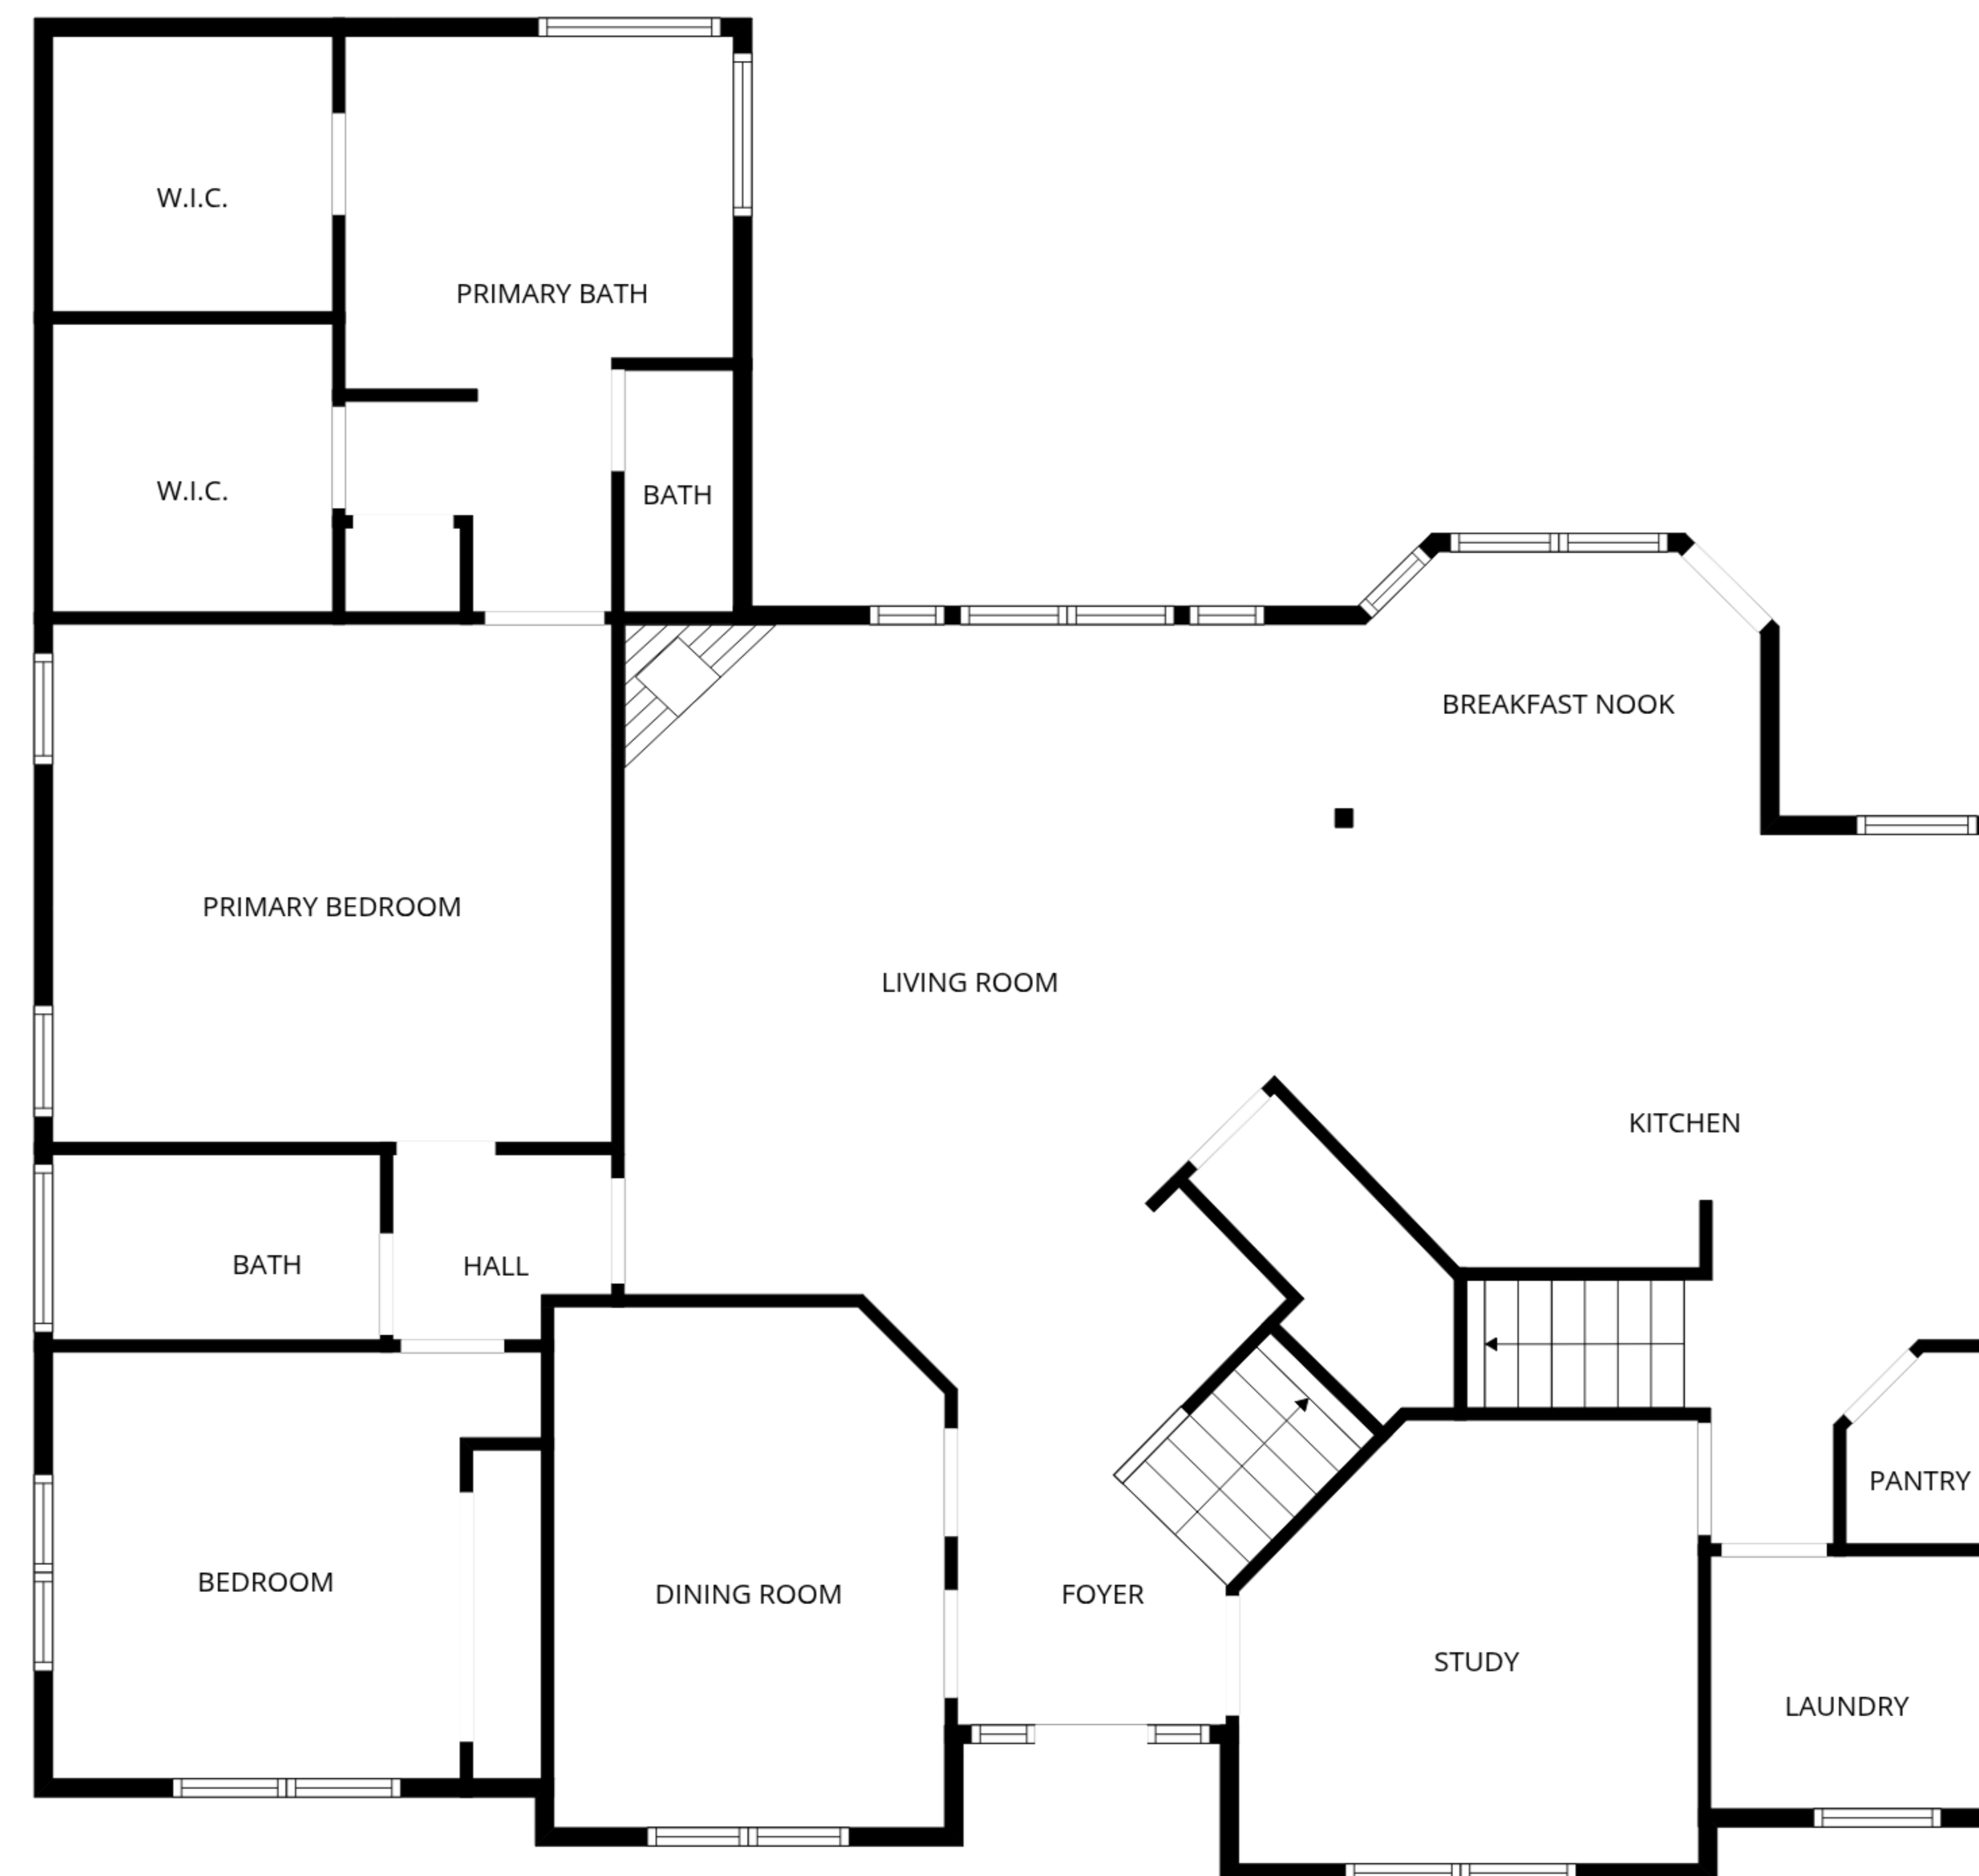 W.I.C.
PRIMARY BATH
W.I.C.
BATH
BREAKFAST NOOK
PRIMARY BEDROOM
LIVING ROOM
KITCHEN
BATH
HALL
PANTRY
BEDROOM
DINING ROOM
FOYER
STUDY
LAUNDRY